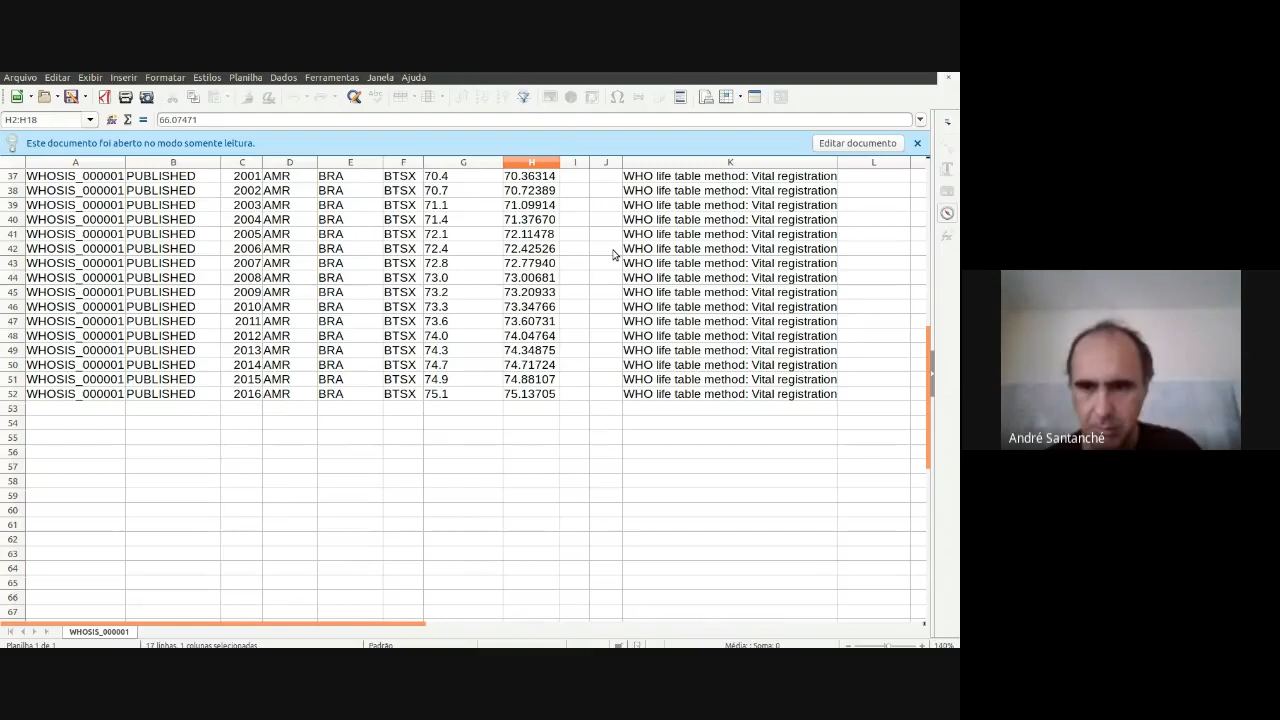 Arquivo Editar Exibir Inserir Formatar Estilos Planilha Dados Ferramentas Janela Ajuda
H2:H18 66.07471
Este documento foi aberto no modo somente leitura. Editar documento
A B C D E F G H I J K L
37 WHOSIS_000001 PUBLISHED 2001 AMR BRA BTSX 70.4 70.36314 WHO life table method: Vital registration
38 WHOSIS_000001 PUBLISHED 2002 AMR BRA BTSX 70.7 70.72389 WHO life table method: Vital registration
39 WHOSIS_000001 PUBLISHED 2003 AMR BRA BTSX 71.1 71.09914 WHO life table method: Vital registration
40 WHOSIS_000001 PUBLISHED 2004 AMR BRA BTSX 71.4 71.37670 WHO life table method: Vital registration
41 WHOSIS_000001 PUBLISHED 2005 AMR BRA BTSX 72.1 72.11478 WHO life table method: Vital registration
42 WHOSIS_000001 PUBLISHED 2006 AMR BRA BTSX 72.4 72.42526 WHO life table method: Vital registration
43 WHOSIS_000001 PUBLISHED 2007 AMR BRA BTSX 72.8 72.77940 WHO life table method: Vital registration
44 WHOSIS_000001 PUBLISHED 2008 AMR BRA BTSX 73.0 73.00681 WHO life table method: Vital registration
45 WHOSIS_000001 PUBLISHED 2009 AMR BRA BTSX 73.2 73.20933 WHO life table method: Vital registration
46 WHOSIS_000001 PUBLISHED 2010 AMR BRA BTSX 73.3 73.34766 WHO life table method: Vital registration
47 WHOSIS_000001 PUBLISHED 2011 AMR BRA BTSX 73.6 73.60731 WHO life table method: Vital registration
48 WHOSIS_000001 PUBLISHED 2012 AMR BRA BTSX 74.0 74.04764 WHO life table method: Vital registration
49 WHOSIS_000001 PUBLISHED 2013 AMR BRA BTSX 74.3 74.34875 WHO life table method: Vital registration
50 WHOSIS_000001 PUBLISHED 2014 AMR BRA BTSX 74.7 74.71724 WHO life table method: Vital registration
51 WHOSIS_000001 PUBLISHED 2015 AMR BRA BTSX 74.9 74.88107 WHO life table method: Vital registration
52 WHOSIS_000001 PUBLISHED 2016 AMR BRA BTSX 75.1 75.13705 WHO life table method: Vital registration
53
54
55
56
57
58
59
60
61
62
63
64
65
66
67
WHOSIS_000001
Planilha 1 de 1 17 linhas, 1 colunas selecionadas Padrão Média: ; Soma: 0 140%
André Santanché